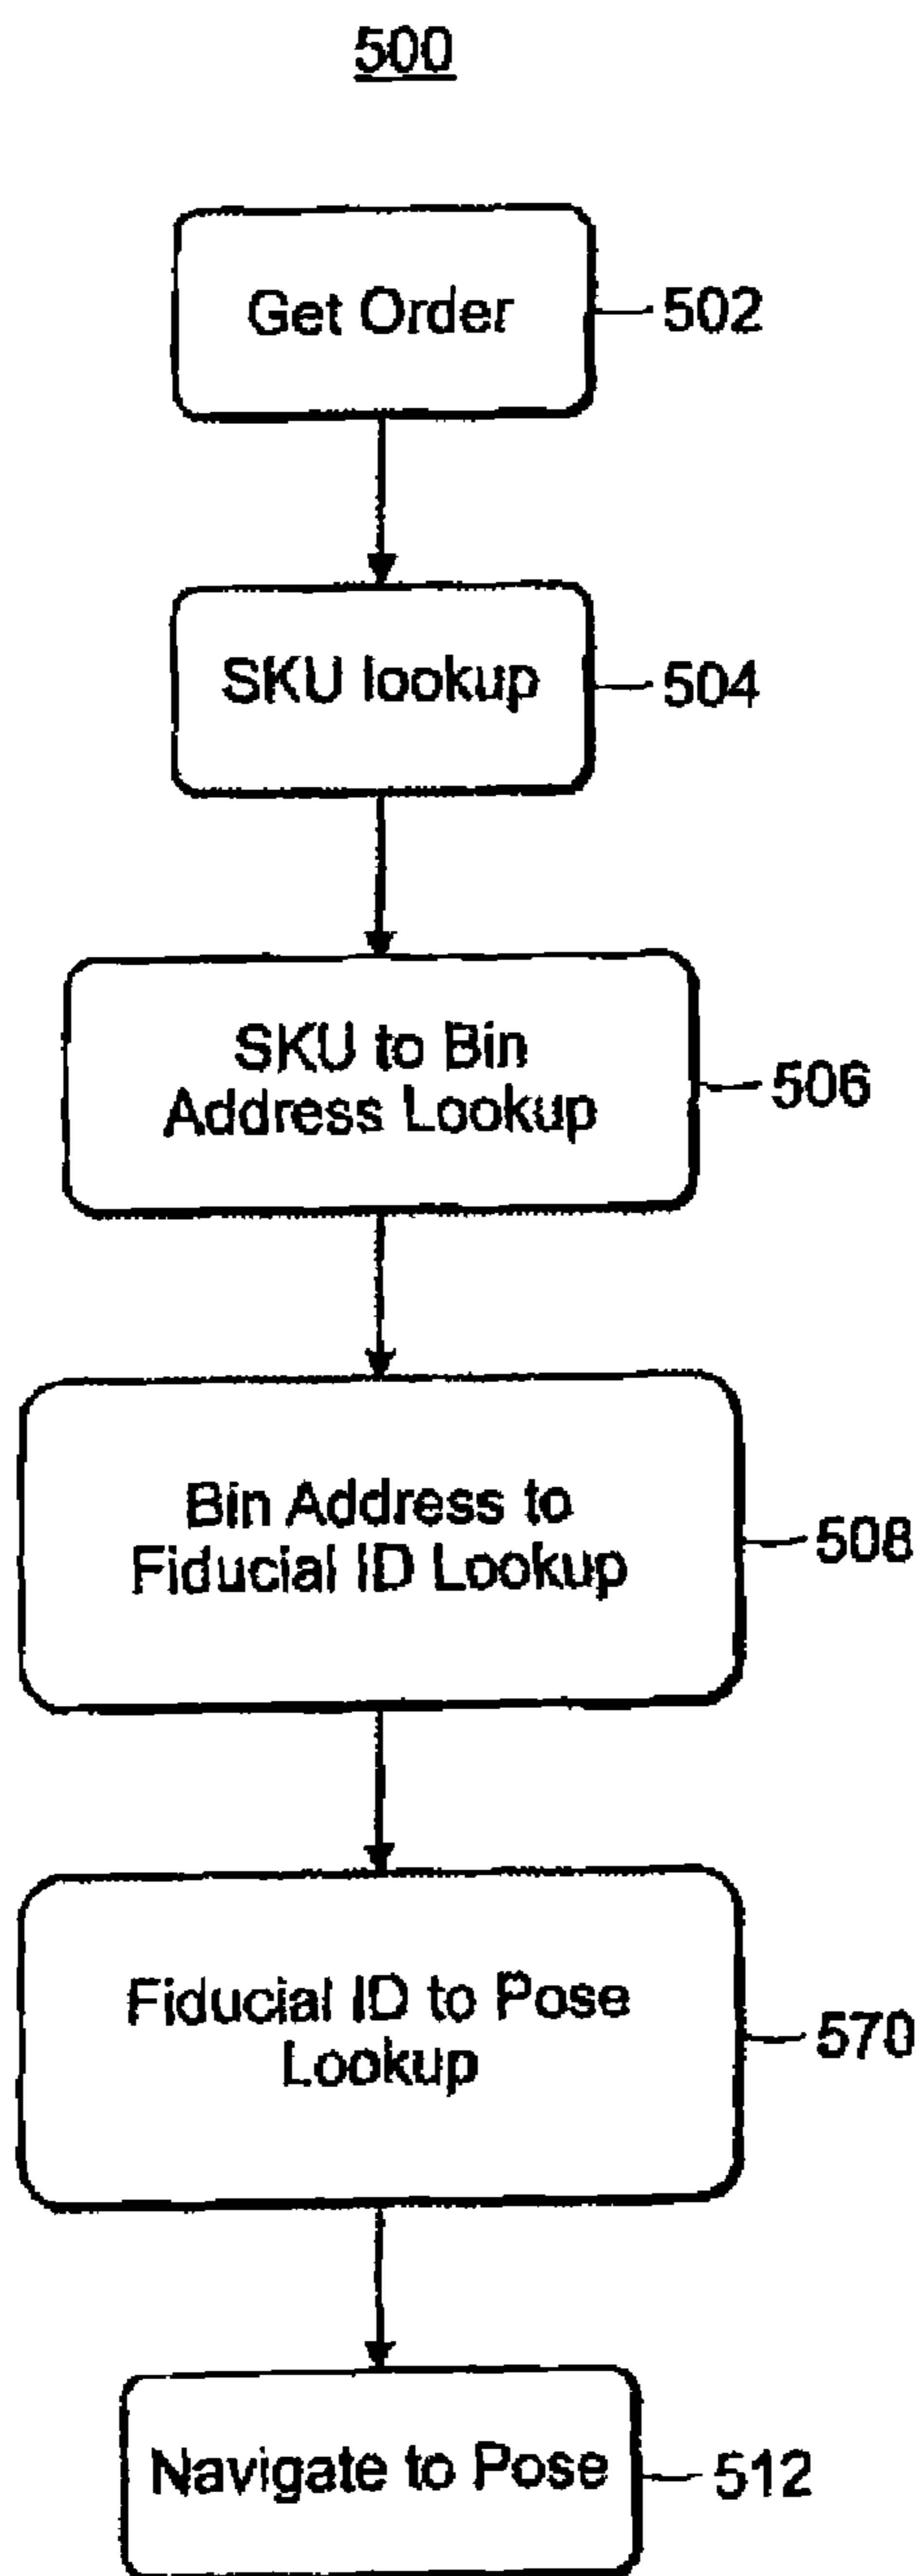 500
Get Order
502
SKU lookup
504
SKU to Bin
Address Lookup
506
Bin Address to
Fiducial ID Lookup
508
Fiducial ID to Pose
Lookup
570
Navigate to Pose
512